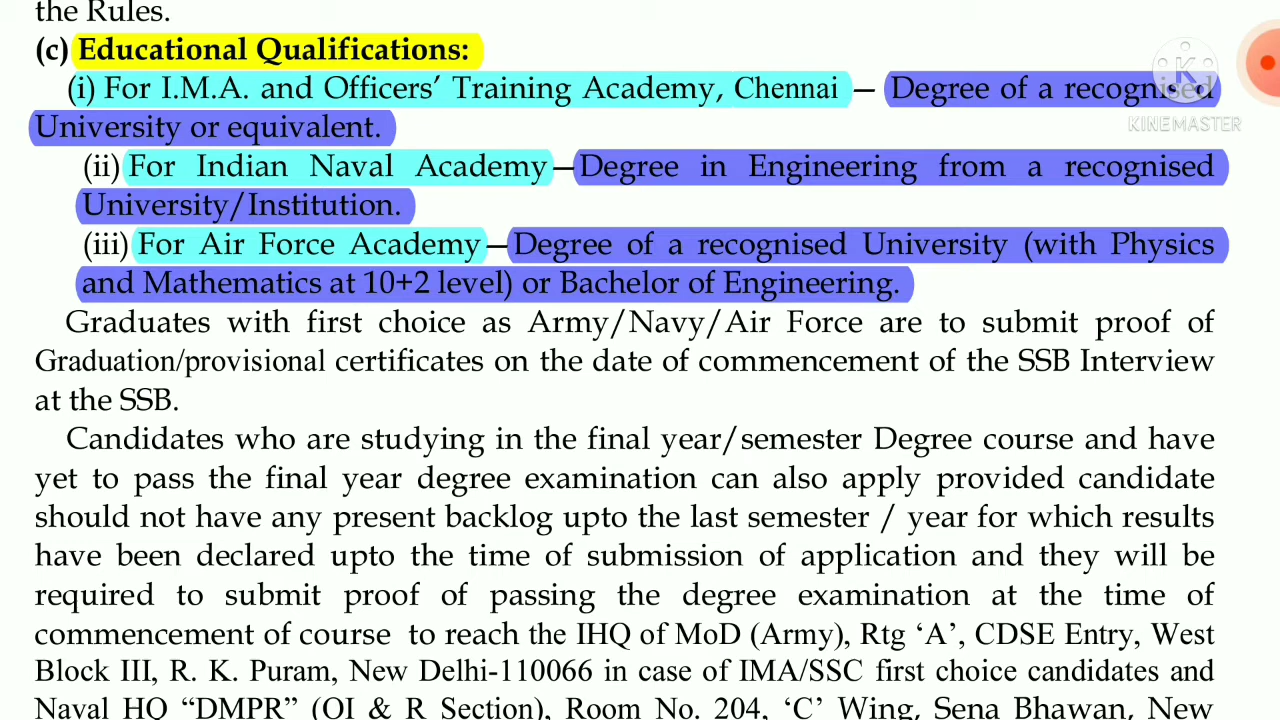 the Rules.
(c) Educational Qualifications:
(i) For I.M.A. and Officers’ Training Academy, Chennai — Degree of a recognised
University or equivalent.
(ii) For Indian Naval Academy—Degree in Engineering from a recognised
University/Institution.
(iii) For Air Force Academy—Degree of a recognised University (with Physics
and Mathematics at 10+2 level) or Bachelor of Engineering.
Graduates with first choice as Army/Navy/Air Force are to submit proof of
Graduation/provisional certificates on the date of commencement of the SSB Interview
at the SSB.
Candidates who are studying in the final year/semester Degree course and have
yet to pass the final year degree examination can also apply provided candidate
should not have any present backlog upto the last semester / year for which results
have been declared upto the time of submission of application and they will be
required to submit proof of passing the degree examination at the time of
commencement of course to reach the IHQ of MoD (Army), Rtg ‘A’, CDSE Entry, West
Block III, R. K. Puram, New Delhi-110066 in case of IMA/SSC first choice candidates and
Naval HQ “DMPR” (OI & R Section), Room No. 204, ‘C’ Wing, Sena Bhawan, New
K
KINEMASTER